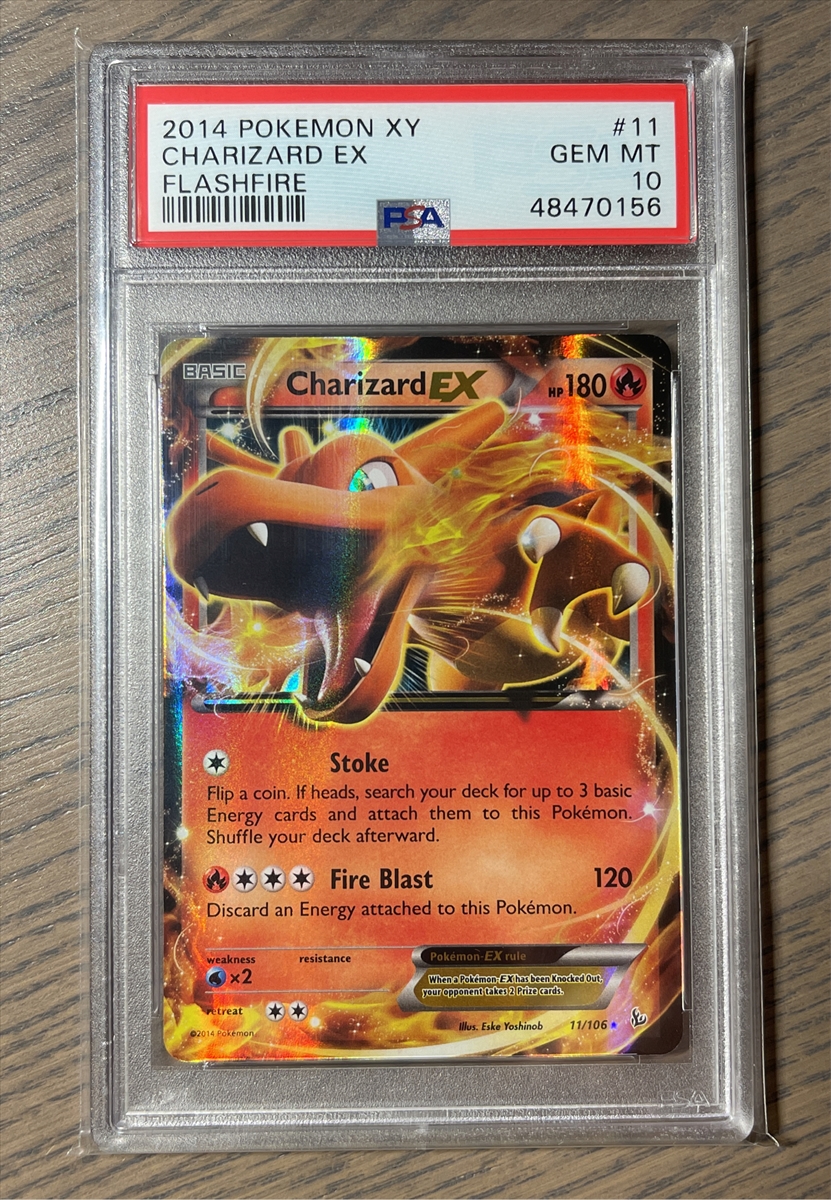 2014 POKEMON XY #11
CHARIZARD EX GEM MT
FLASHFIRE 10
PSA 48470156
BASIC Charizard EX HP 180
Stoke
Flip a coin. If heads, search your deck for up to 3 basic
Energy cards and attach them to this Pokémon.
Shuffle your deck afterward.
Fire Blast 120
Discard an Energy attached to this Pokémon.
weakness resistance
×2
Pokémon-EX rule
When a Pokémon-EX has been Knocked Out,
your opponent takes 2 Prize cards.
retreat
Illus. Eske Yoshinob 11/106
©2014 Pokémon
PSA